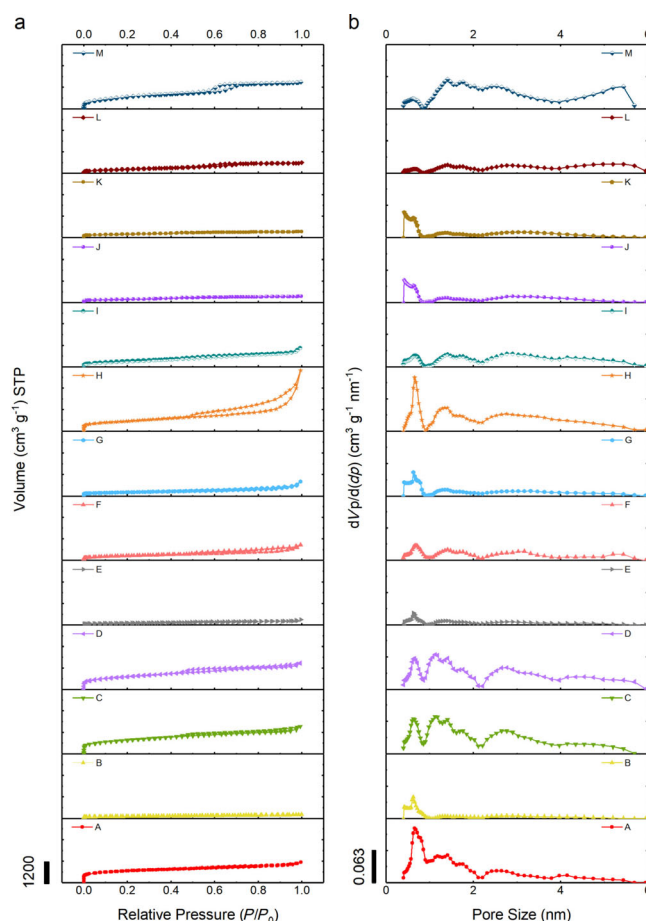 a
b
0.0 0.2 0.4 0.6 0.8 1.0
0 2 4 6
M
L
K
J
I
H
G
F
E
D
C
B
A
Volume (cm³ g⁻¹) STP
1200
0.0 0.2 0.4 0.6 0.8 1.0
Relative Pressure (P/P₀)
M
L
K
J
I
H
G
F
E
D
C
B
A
dVp/d(dp) (cm³ g⁻¹ nm⁻¹)
0.063
0 2 4 6
Pore Size (nm)